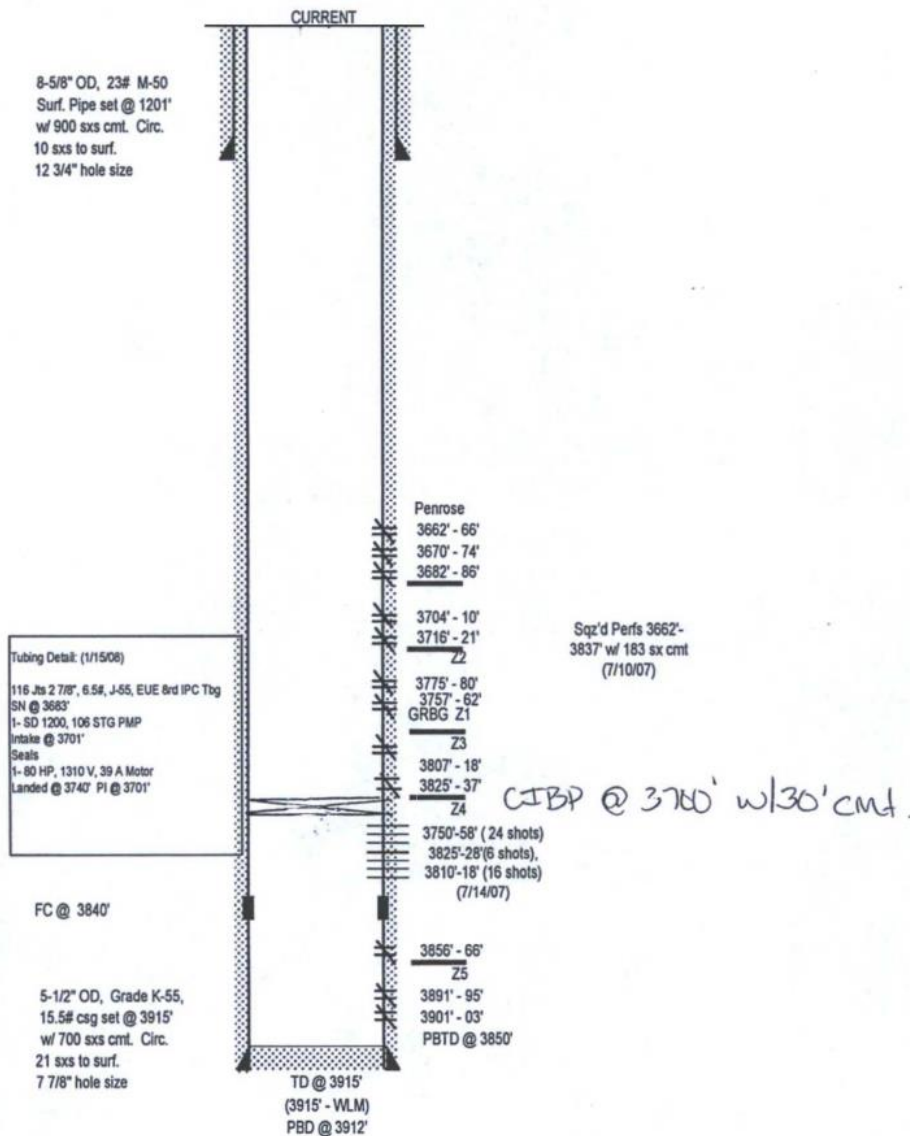 CURRENT
8-5/8" OD, 23# M-50
Surf. Pipe set @ 1201'
w/ 900 sxs cmt. Circ.
10 sxs to surf.
12 3/4" hole size
Penrose
3662' - 66'
3670' - 74'
3682' - 86'
3704' - 10'
3716' - 21'
Z2
Sqz'd Perfs 3662'-
3837' w/ 183 sx cmt
(7/10/07)
Tubing Detail: (1/15/08)
116 Jts 2 7/8", 6.5#, J-55, EUE 8rd IPC Tbg
SN @ 3683'
1- SD 1200, 106 STG PMP
Intake @ 3701'
Seals
1- 80 HP, 1310 V, 39 A Motor
Landed @ 3740' PI @ 3701'
3775' - 80'
3757' - 62'
GRBG Z1
Z3
3807' - 18'
3825' - 37'
Z4
CIBP @ 3700' w/30' cmt.
3750'-58' ( 24 shots)
3825'-28'(6 shots),
3810'-18' (16 shots)
(7/14/07)
FC @ 3840'
3856' - 66'
Z5
3891' - 95'
3901' - 03'
PBTD @ 3850'
5-1/2" OD, Grade K-55,
15.5# csg set @ 3915'
w/ 700 sxs cmt. Circ.
21 sxs to surf.
7 7/8" hole size
TD @ 3915'
(3915' - WLM)
PBD @ 3912'